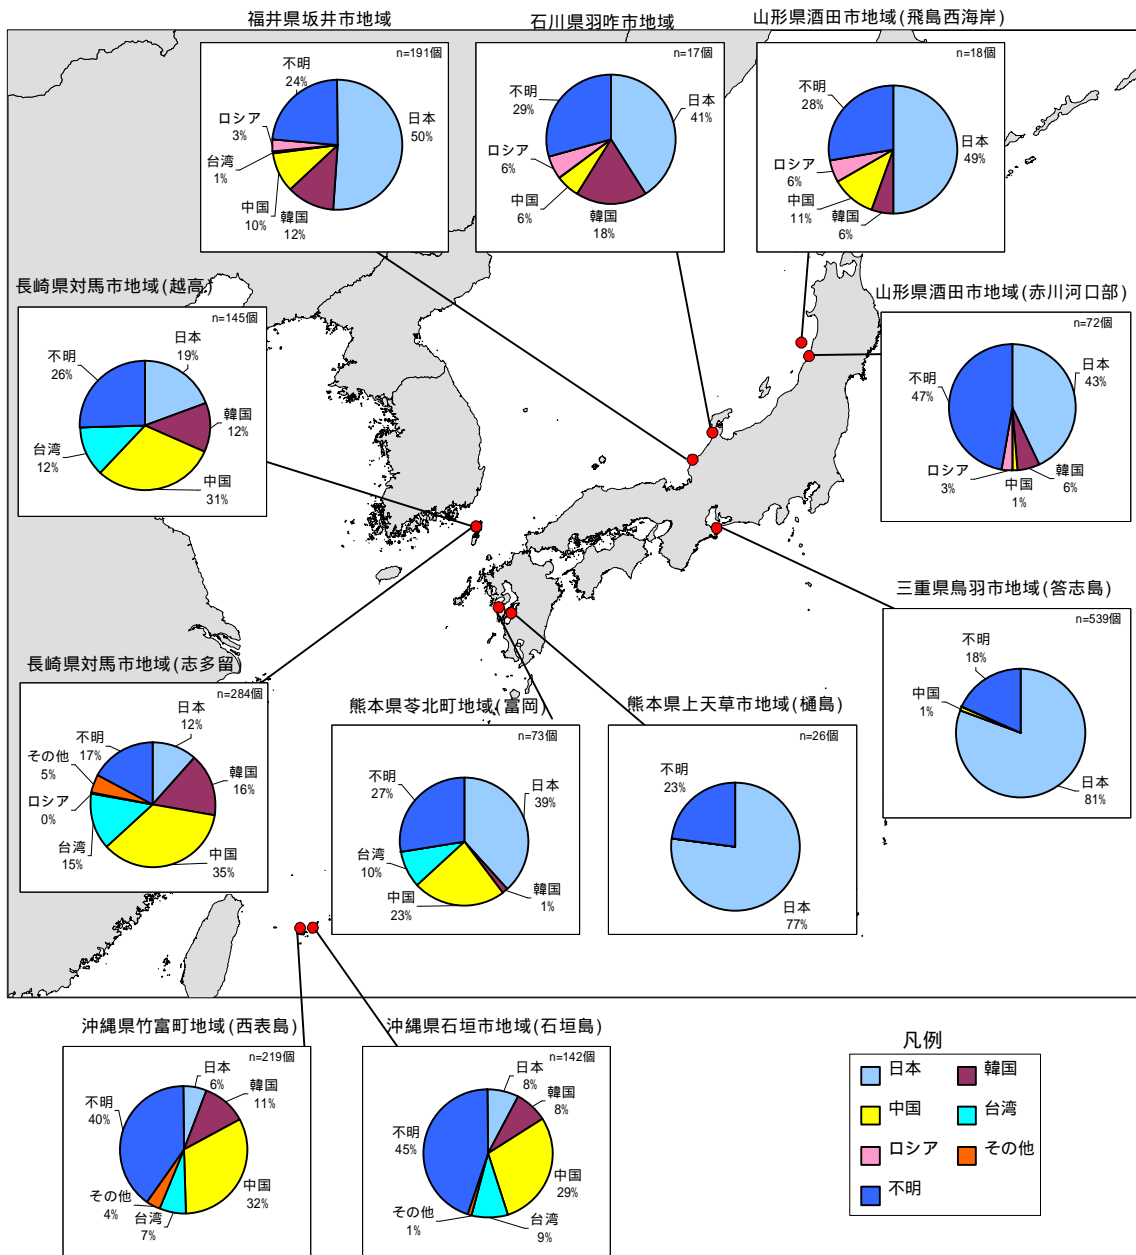 福井県坂井市地域
n=191個
不明
24%
ロシア
3%
台湾
1%
中国
10%
韓国
12%
日本
50%
石川県羽咋市地域
n=17個
不明
29%
ロシア
6%
中国
6%
韓国
18%
日本
41%
山形県酒田市地域(飛島西海岸)
n=18個
不明
28%
ロシア
6%
中国
11%
韓国
6%
日本
49%
長崎県対馬市地域(越高)
n=145個
日本
19%
不明
26%
韓国
12%
台湾
12%
中国
31%
山形県酒田市地域(赤川河口部)
n=72個
日本
43%
不明
47%
ロシア
3%
中国
1%
韓国
6%
三重県鳥羽市地域(答志島)
n=539個
不明
18%
中国
1%
日本
81%
長崎県対馬市地域(志多留
n=284個
日本
12%
不明
17%
その他
5%
ロシア
0%
台湾
15%
韓国
16%
中国
35%
熊本県苓北町地域(富岡)
n=73個
不明
27%
日本
39%
台湾
10%
中国
23%
韓国
1%
熊本県上天草市地域(樋島)
n=26個
不明
23%
日本
77%
沖縄県竹富町地域(西表島)
n=219個
日本
6%
韓国
11%
不明
40%
中国
32%
その他
4%
台湾
7%
沖縄県石垣市地域(石垣島)
n=142個
日本
8%
韓国
8%
不明
45%
中国
29%
その他
1%
台湾
9%
凡例
日本
韓国
中国
台湾
ロシア
その他
不明